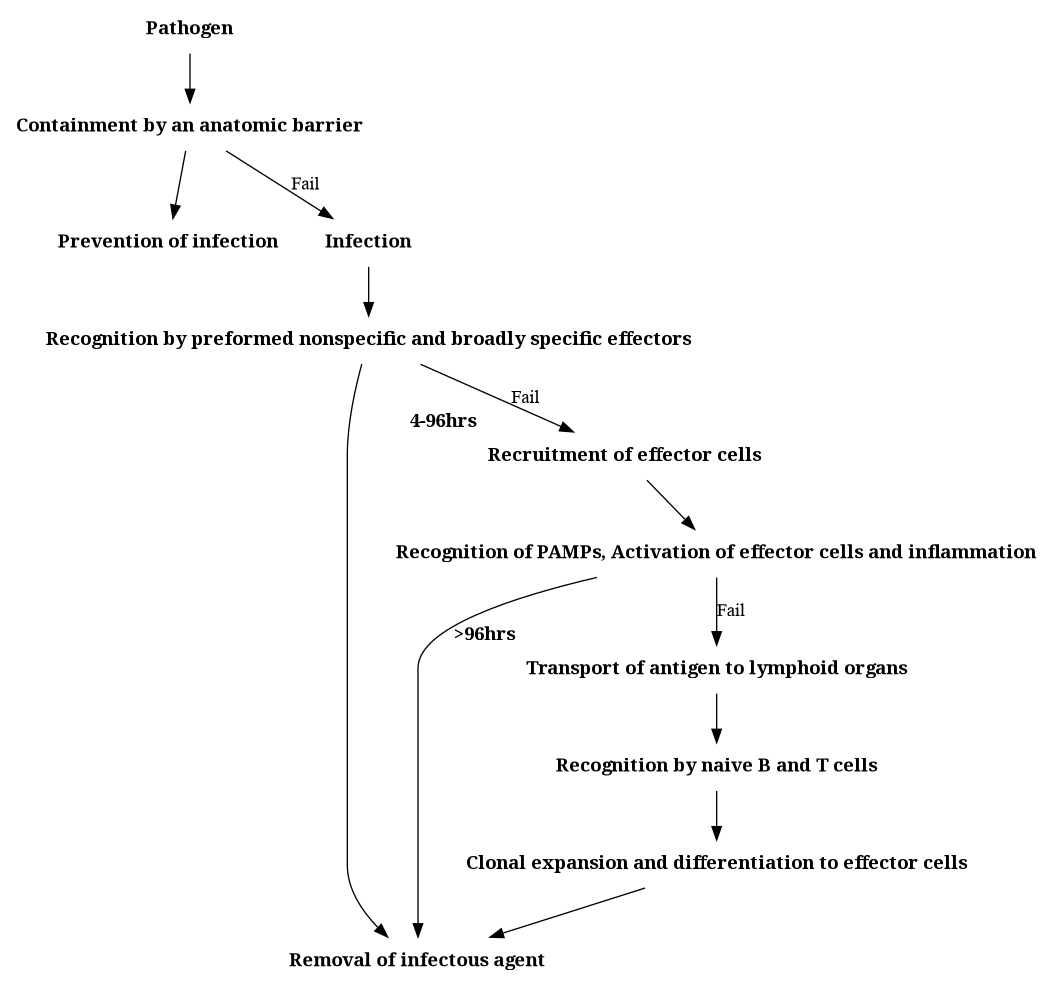 Pathogen
Containment by an anatomic barrier
Fail
Prevention of infection
Infection
Recognition by preformed nonspecific and broadly specific effectors
Fail
4-96hrs
Recruitment of effector cells
Recognition of PAMPs, Activation of effector cells and inflammation
Fail
>96hrs
Transport of antigen to lymphoid organs
Recognition by naive B and T cells
Clonal expansion and differentiation to effector cells
Removal of infectous agent